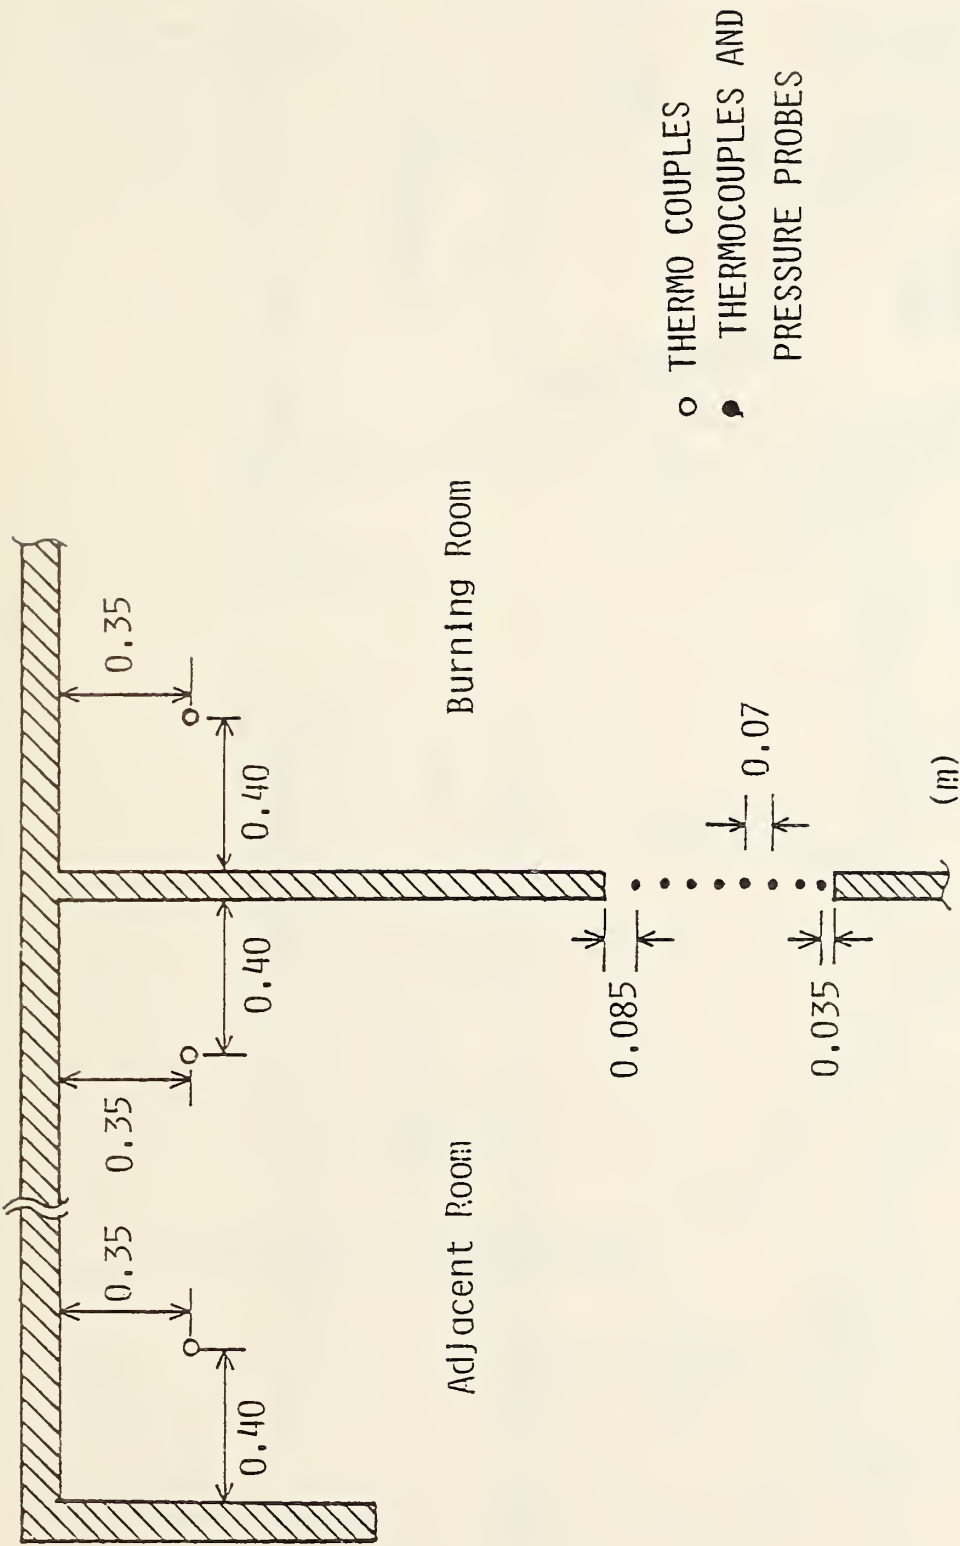 0.35
0.40
0.40
0.35
0.35
0.40
Burning Room
Adjacent Room
0.07
0.085
0.035
(m)
THERMO COUPLES
THERMOCOUPLES AND
PRESSURE PROBES